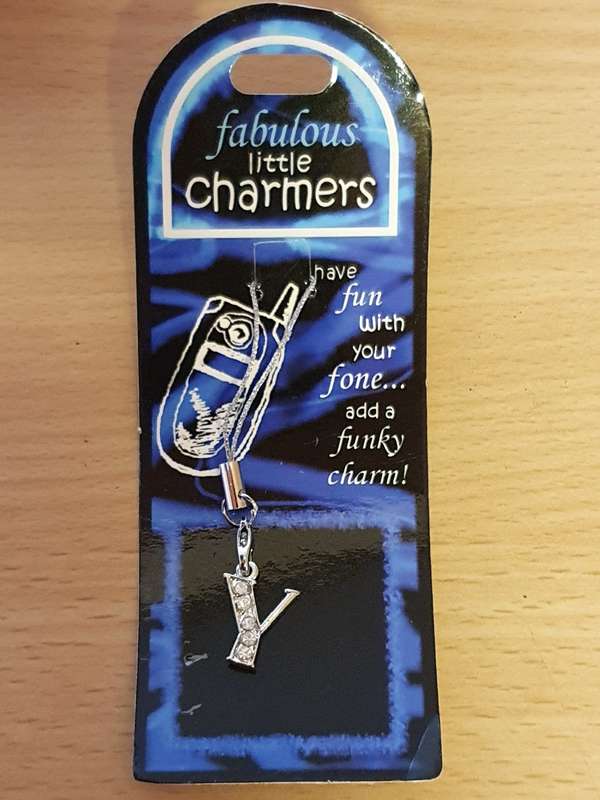 fabulous
little
charmers
have
fun
with
your
fone...
add a
funky
charm!
Y